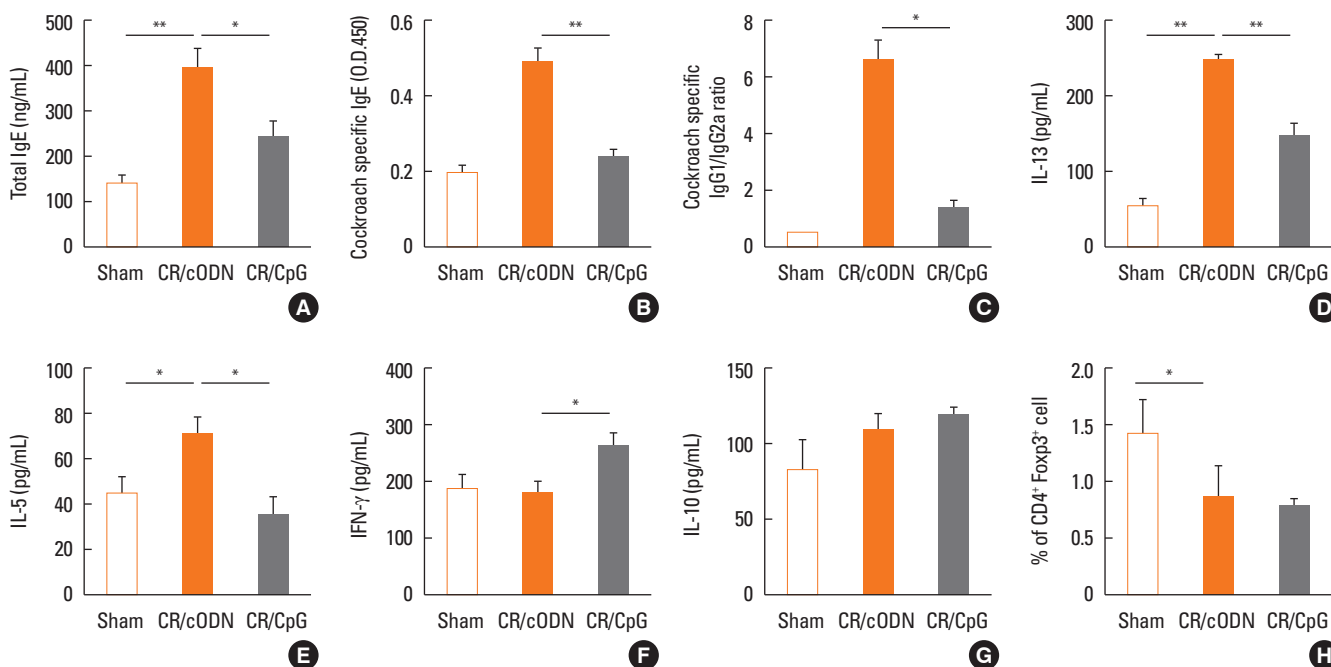 Total IgE (ng/mL)
500
400
300
200
100
0
**
*
Sham CR/cODN CR/CpG
A
Cockroach specific IgE (O.D.450)
0.6
0.4
0.2
0
**
Sham CR/cODN CR/CpG
B
Cockroach specific
IgG1/IgG2a ratio
8
6
4
2
0
*
Sham CR/cODN CR/CpG
C
IL-13 (pg/mL)
300
250
100
50
0
**
**
Sham CR/cODN CR/CpG
D
IL-5 (pg/mL)
100
80
60
40
20
0
*
*
Sham CR/cODN CR/CpG
E
IFN-γ (pg/mL)
400
300
200
100
0
*
Sham CR/cODN CR/CpG
F
IL-10 (pg/mL)
150
100
50
0
Sham CR/cODN CR/CpG
G
% of CD4⁺ Foxp3⁺ cell
2.0
1.5
1.0
0.5
0
*
Sham CR/cODN CR/CpG
H